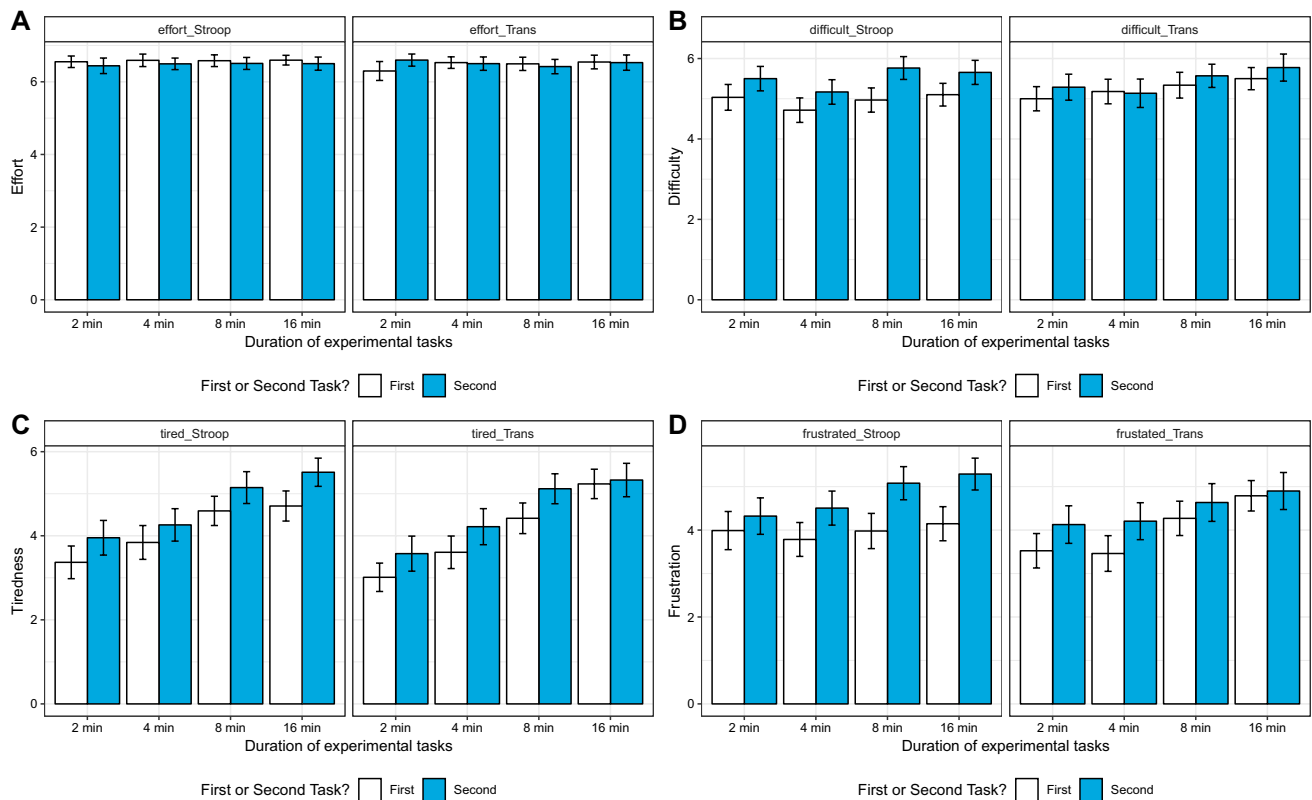 A
effort_Stroop
effort_Trans
Effort
6
4
2
0
2 min
4 min
8 min
16 min
2 min
4 min
8 min
16 min
Duration of experimental tasks
First or Second Task?
First
Second
B
difficult_Stroop
difficult_Trans
Difficulty
6
4
2
0
2 min
4 min
8 min
16 min
2 min
4 min
8 min
16 min
Duration of experimental tasks
First or Second Task?
First
Second
C
tired_Stroop
tired_Trans
Tiredness
6
4
2
0
2 min
4 min
8 min
16 min
2 min
4 min
8 min
16 min
Duration of experimental tasks
First or Second Task?
First
Second
D
frustrated_Stroop
frustated_Trans
Frustration
4
2
0
2 min
4 min
8 min
16 min
2 min
4 min
8 min
16 min
Duration of experimental tasks
First or Second Task?
First
Second